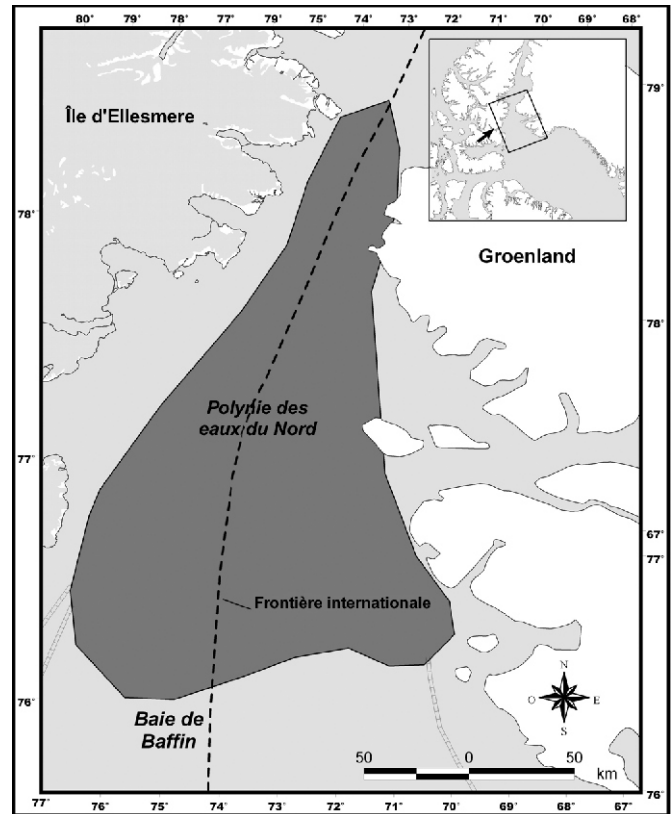 80° 79° 78° 77° 76° 75° 74° 73° 72° 71° 70° 69° 68° 67°
79°
Île d'Ellesmere
78°
Groenland
78°
Polynie des
eaux du Nord
77°
67°
77°
Frontière internationale
N
O E
S
76°
Baie de
Baffin
50 0 50
km
76°
77° 76° 75° 74° 73° 72° 71° 70° 69° 68° 67°